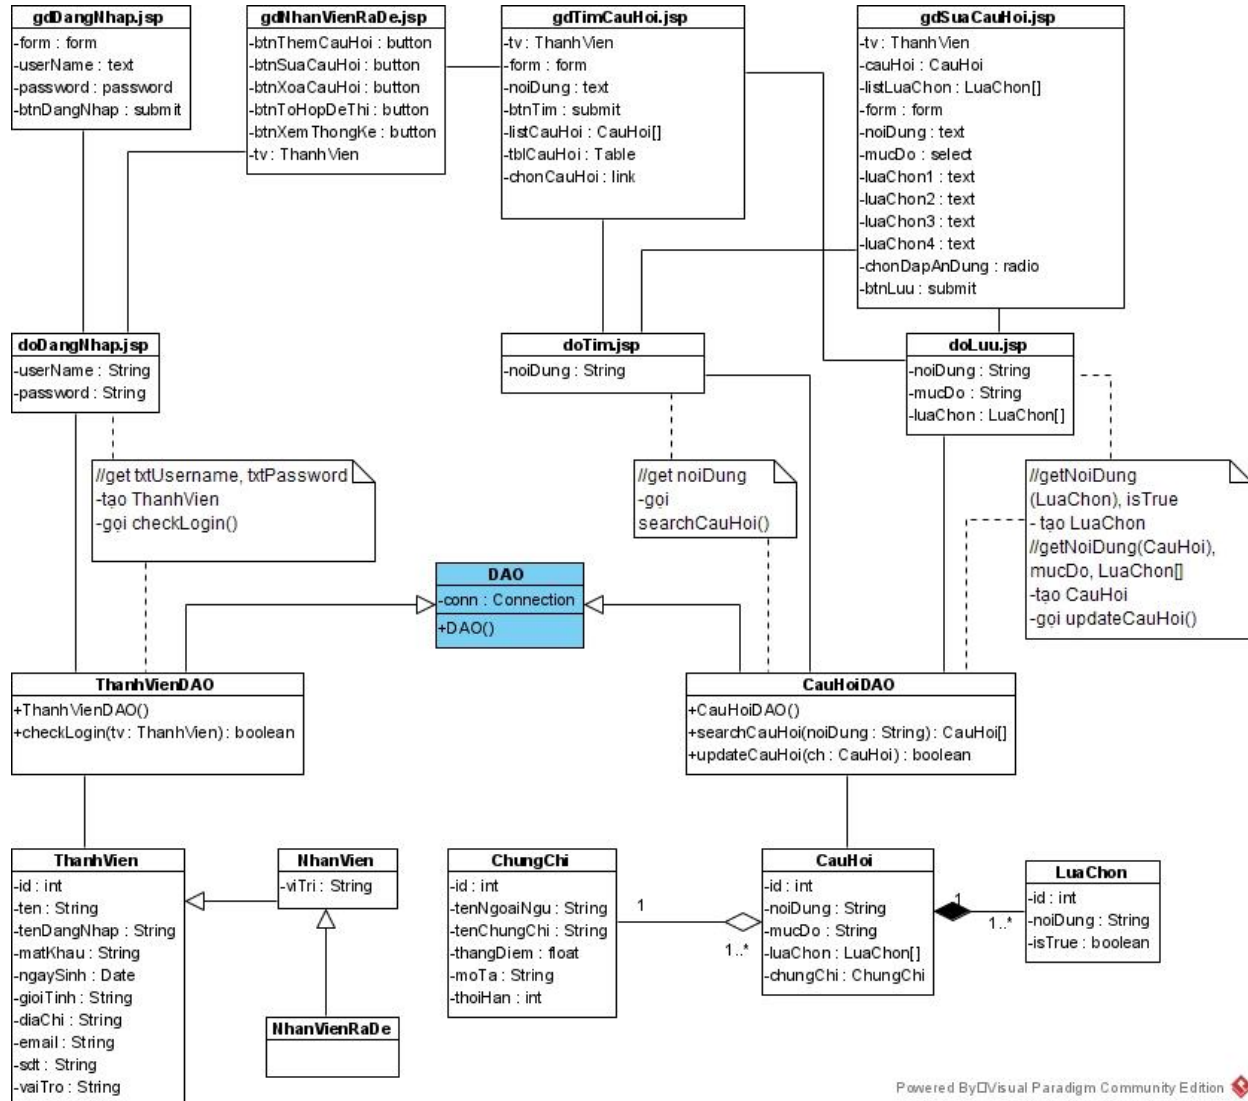 gdDangNhap.jsp
-form : form
-userName : text
-password : password
-btnDangNhap : submit
gdNhanVienRaDe.jsp
-btnThemCauHoi : button
-btnSuaCauHoi : button
-btnXoaCauHoi : button
-btnToHopDeThi : button
-btnXemThongKe : button
-tv : ThanhVien
gdTimCauHoi.jsp
-tv : ThanhVien
-form : form
-noiDung : text
-btnTim : submit
-listCauHoi : CauHoi[]
-tblCauHoi : Table
-chonCauHoi : link
gdSuaCauHoi.jsp
-tv : ThanhVien
-cauHoi : CauHoi
-listLuaChon : LuaChon[]
-form : form
-noiDung : text
-mucDo : select
-luaChon1 : text
-luaChon2 : text
-luaChon3 : text
-luaChon4 : text
-chonDapAnDung : radio
-btnLuu : submit
doDangNhap.jsp
-userName : String
-password : String
doTim.jsp
-noiDung : String
doLuu.jsp
-noiDung : String
-mucDo : String
-luaChon : LuaChon[]
//get txtUsername, txtPassword
-tạo ThanhVien
-gọi checkLogin()
//get noiDung
-gọi
searchCauHoi()
//getNoiDung
(LuaChon), isTrue
- tạo LuaChon
//getNoiDung(CauHoi),
mucDo, LuaChon[]
-tạo CauHoi
-gọi updateCauHoi()
DAO
-conn : Connection
+DAO()
ThanhVienDAO
+ThanhVienDAO()
+checkLogin(tv : ThanhVien) : boolean
CauHoiDAO
+CauHoiDAO()
+searchCauHoi(noiDung : String) : CauHoi[]
+updateCauHoi(ch : CauHoi) : boolean
ThanhVien
-id : int
-ten : String
-tenDangNhap : String
-matKhau : String
-ngaySinh : Date
-gioiTinh : String
-diaChi : String
-email : String
-sdt : String
-vaiTro : String
NhanVien
-viTri : String
NhanVienRaDe
ChungChi
-id : int
-tenNgoaiNgu : String
-tenChungChi : String
-thangDiem : float
-moTa : String
-thoiHan : int
1
1..*
CauHoi
-id : int
-noiDung : String
-mucDo : String
-luaChon : LuaChon[]
-chungChi : ChungChi
1
1..*
LuaChon
-id : int
-noiDung : String
-isTrue : boolean
Powered By□Visual Paradigm Community Edition